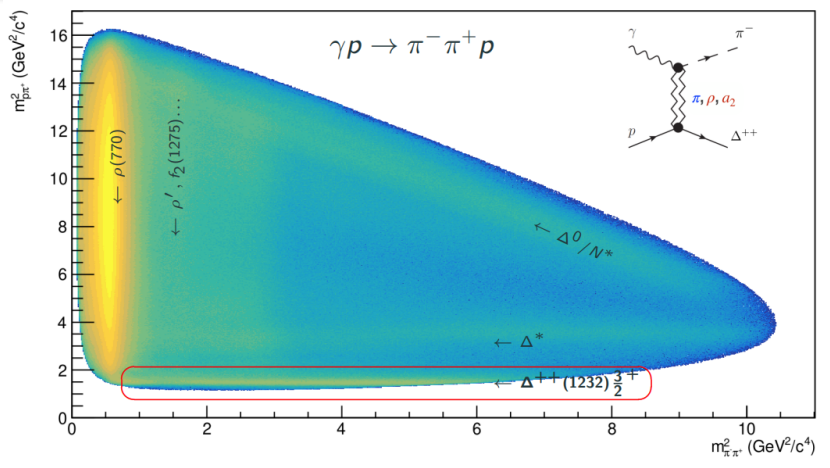 m²pπ⁺ (GeV²/c⁴)
16
14
12
10
8
6
4
2
0
γp → π⁻π⁺p
γ
π⁻
π, ρ, a₂
p
Δ⁺⁺
← ρ(770)
← ρ′, f₂(1275)...
← Δ⁰/N*
← Δ*
← Δ⁺⁺(1232) 3/2⁺
0 2 4 6 8 10
m²π⁻π⁺ (GeV²/c⁴)